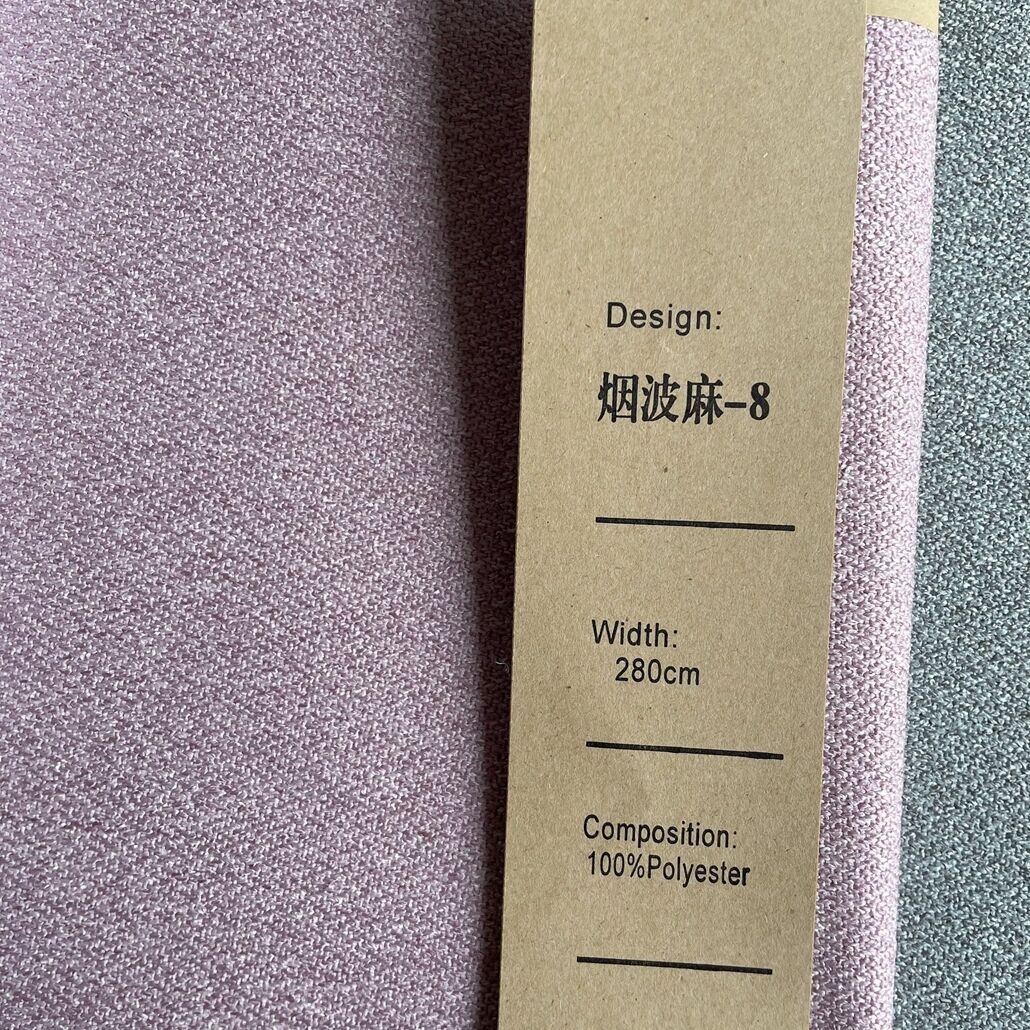 Design:
烟波麻-8
Width:
280cm
Composition:
100%Polyester